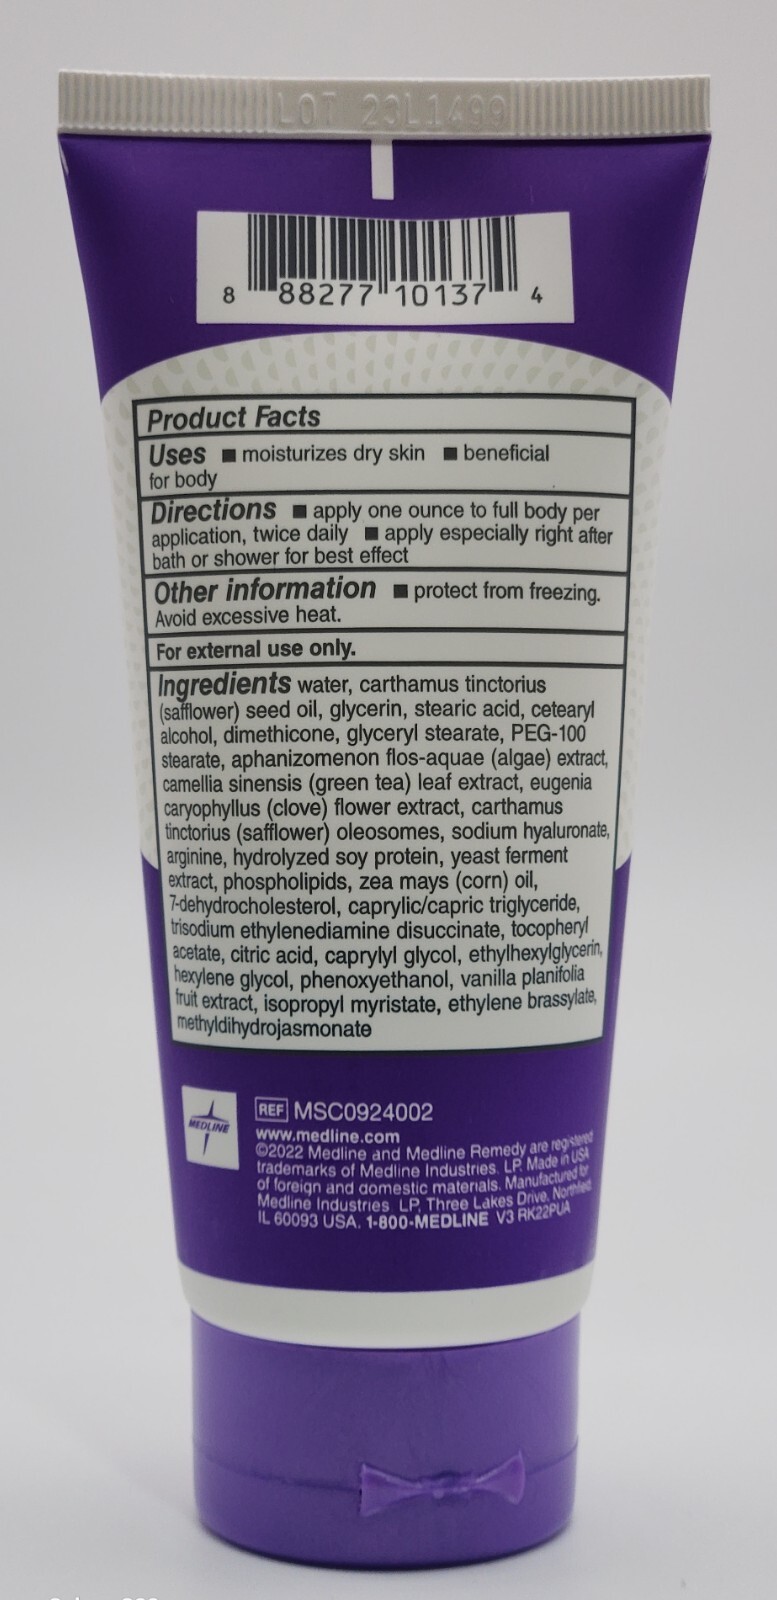 LOT 23L1499
8 88277 10137 4
Product Facts
Uses ■ moisturizes dry skin ■ beneficial
for body
Directions ■ apply one ounce to full body per
application, twice daily ■ apply especially right after
bath or shower for best effect
Other information ■ protect from freezing.
Avoid excessive heat.
For external use only.
Ingredients water, carthamus tinctorius
(safflower) seed oil, glycerin, stearic acid, cetearyl
alcohol, dimethicone, glyceryl stearate, PEG-100
stearate, aphanizomenon flos-aquae (algae) extract,
camellia sinensis (green tea) leaf extract, eugenia
caryophyllus (clove) flower extract, carthamus
tinctorius (safflower) oleosomes, sodium hyaluronate,
arginine, hydrolyzed soy protein, yeast ferment
extract, phospholipids, zea mays (corn) oil,
7-dehydrocholesterol, caprylic/capric triglyceride,
trisodium ethylenediamine disuccinate, tocopheryl
acetate, citric acid, caprylyl glycol, ethylhexylglycerin,
hexylene glycol, phenoxyethanol, vanilla planifolia
fruit extract, isopropyl myristate, ethylene brassylate,
methyldihydrojasmonate
MEDLINE
REF MSC0924002
www.medline.com
©2022 Medline and Medline Remedy are registered
trademarks of Medline Industries, LP. Made in USA
of foreign and domestic materials. Manufactured for
Medline Industries, LP, Three Lakes Drive, Northfield,
IL 60093 USA. 1-800-MEDLINE V3 RK22PUA